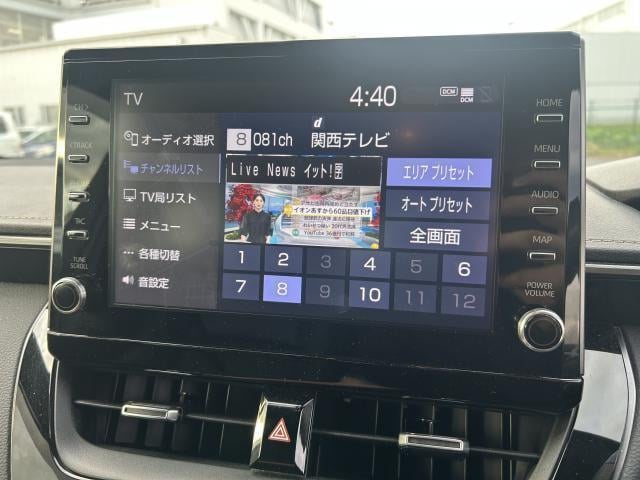 TV
4:40
DCM
DCM
オーディオ選択
チャンネルリスト
TV局リスト
メニュー
各種切替
音設定
d
8 081ch 関西テレビ
Live News イット!字
エリア プリセット
オート プリセット
全画面
イオンあすから60品目値下げ
1 2 3 4 5 6
7 8 9 10 11 12
CH
TRACK
TUNE
SCROLL
HOME
MENU
AUDIO
MAP
POWER
VOLUME